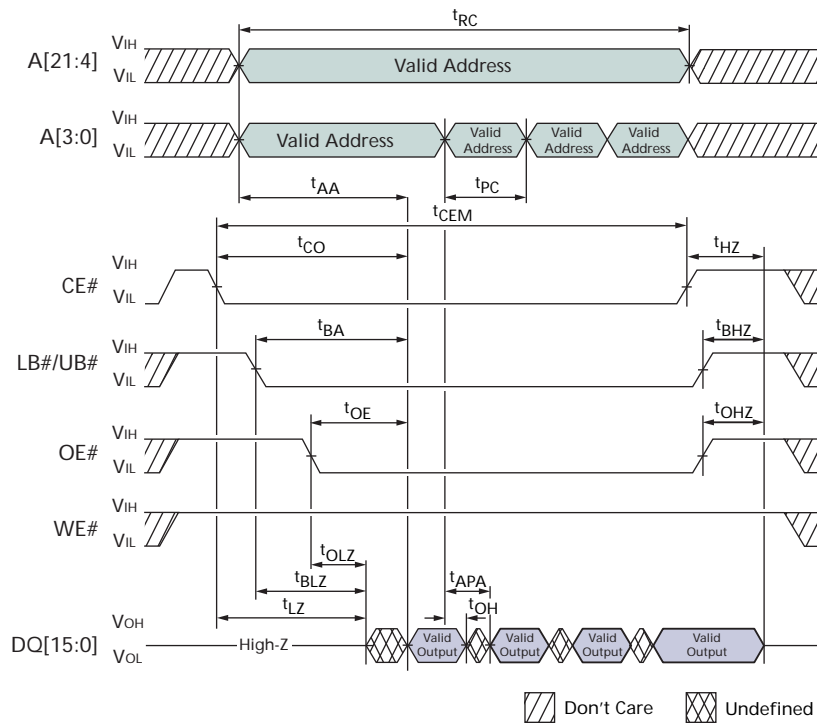 tRC
VIH
A[21:4]
Valid Address
VIL
VIH
A[3:0]
Valid Address
Valid Address
Valid Address
Valid Address
VIL
tAA
tPC
tCEM
tCO
tHZ
VIH
CE#
VIL
tBA
tBHZ
VIH
LB#/UB#
VIL
tOE
tOHZ
VIH
OE#
VIL
VIH
WE#
VIL
tOLZ
tBLZ
tAPA
tLZ
tOH
VOH
DQ[15:0]
High-Z
Valid Output
Valid Output
Valid Output
Valid Output
VOL
Don't Care
Undefined